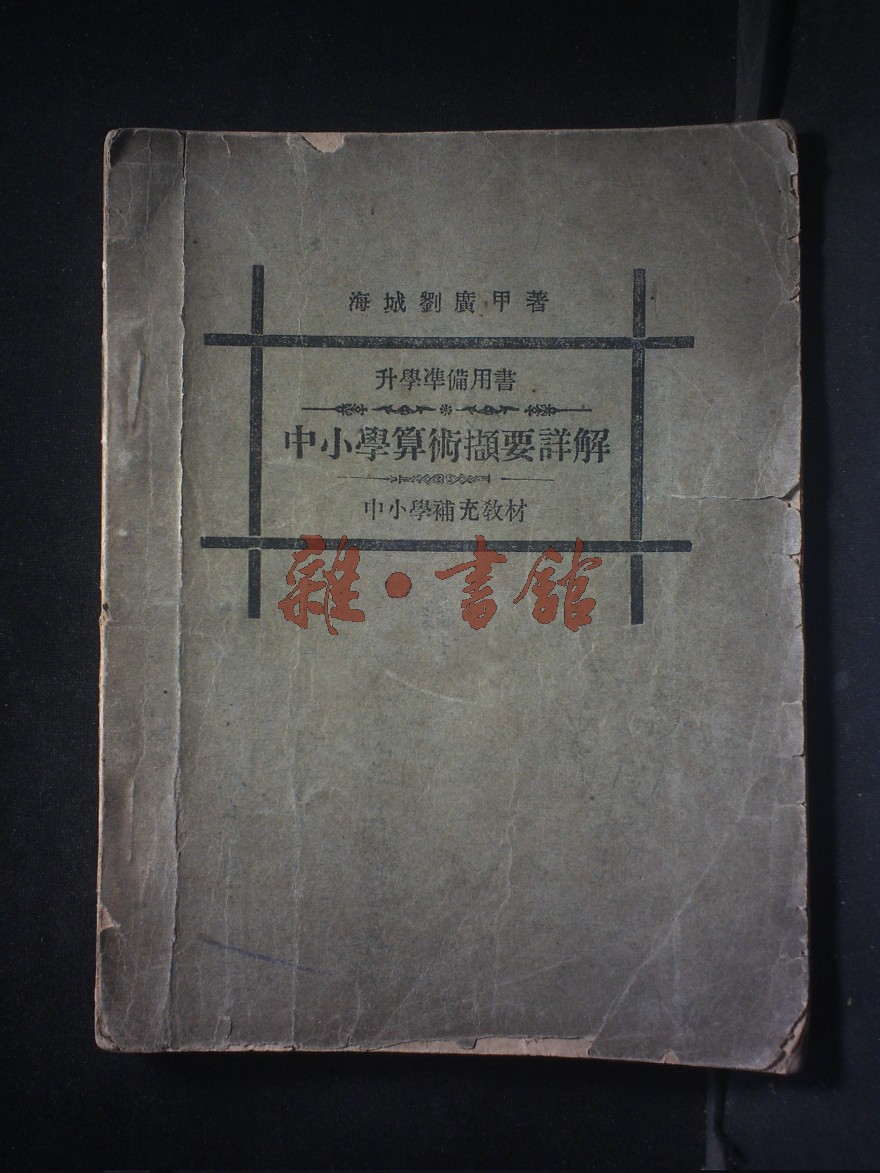 海城劉廣甲著
升學準備用書
中小學算術擷要詳解
中小學補充教材
雜·書館